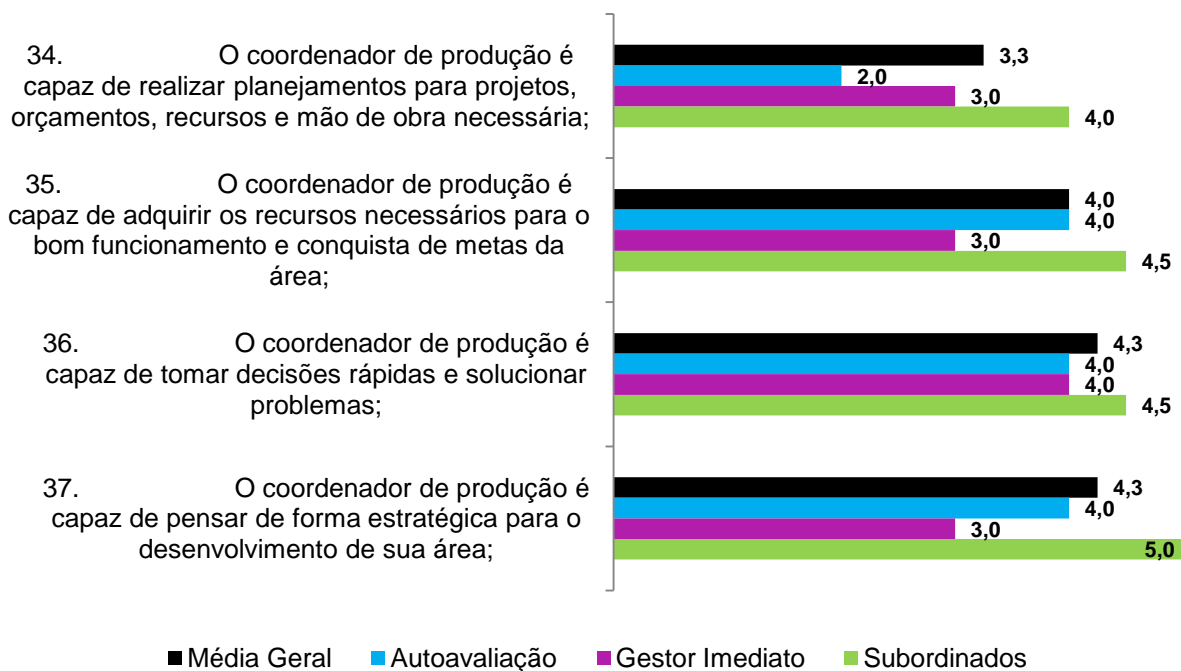 34. O coordenador de produção é
capaz de realizar planejamentos para projetos,
orçamentos, recursos e mão de obra necessária;
3,3
2,0
3,0
4,0
35. O coordenador de produção é
capaz de adquirir os recursos necessários para o
bom funcionamento e conquista de metas da
área;
4,0
4,0
3,0
4,5
36. O coordenador de produção é
capaz de tomar decisões rápidas e solucionar
problemas;
4,3
4,0
4,0
4,5
37. O coordenador de produção é
capaz de pensar de forma estratégica para o
desenvolvimento de sua área;
4,3
4,0
3,0
5,0
Média Geral Autoavaliação Gestor Imediato Subordinados